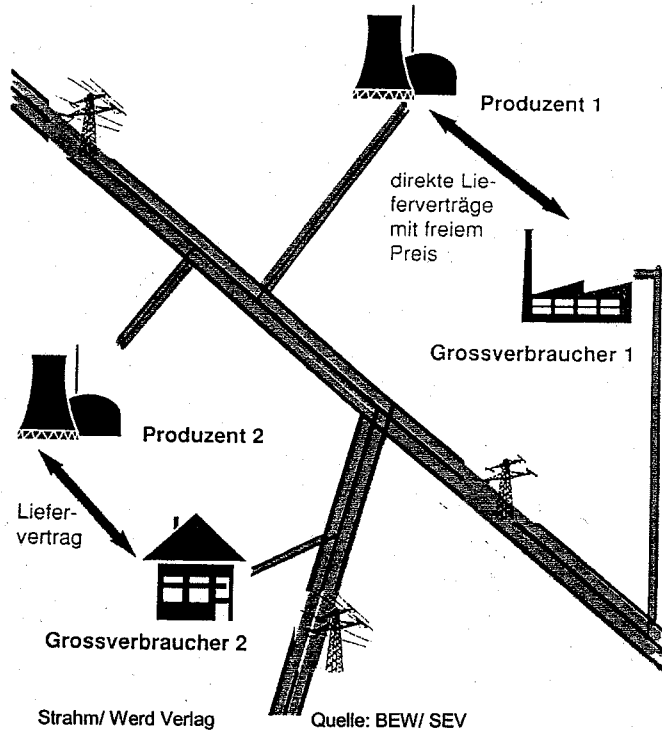 Produzent 1
direkte Lie-
ferverträge
mit freiem
Preis
Grossverbraucher 1
Produzent 2
Liefer-
vertrag
Grossverbraucher 2
Strahm/ Werd Verlag
Quelle: BEW/ SEV